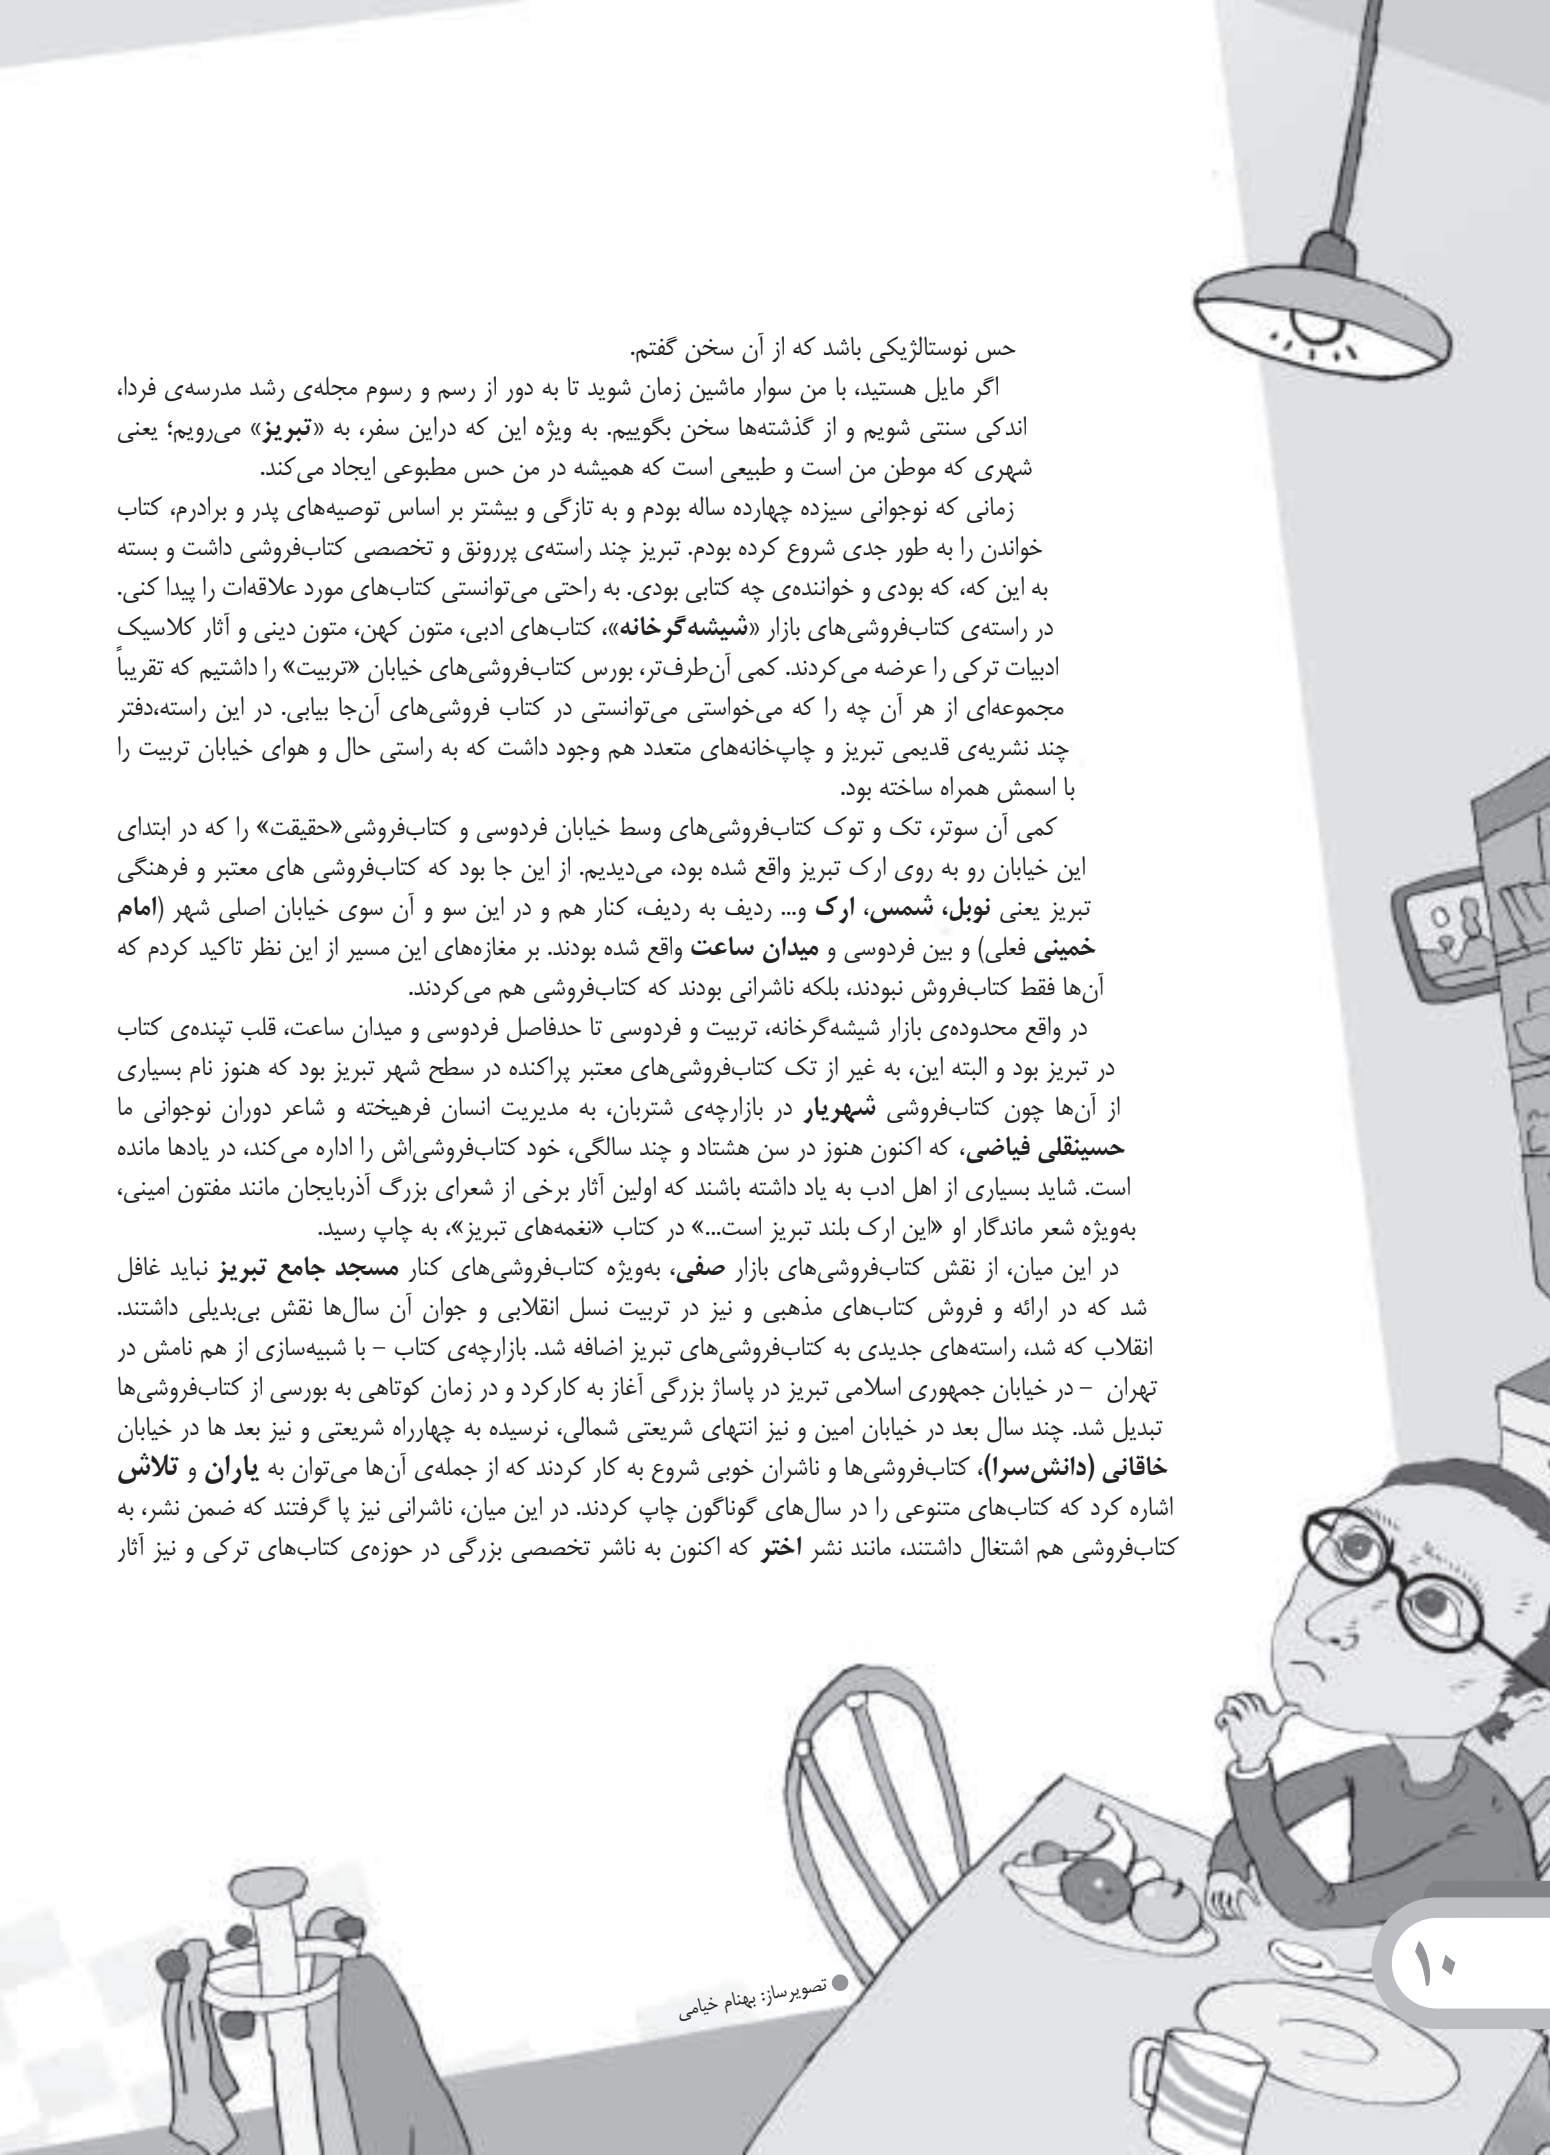 حس نوستالژیکی باشد که از آن سخن گفتم.
اگر مایل هستید، با من سوار ماشین زمان شوید تا به دور از رسم و رسوم مجله‌ی رشد مدرسه‌ی فردا،
اندکی سنتی شویم و از گذشته‌ها سخن بگوییم. به ویژه این که دراین سفر، به «تبریز» می‌رویم؛ یعنی
شهری که موطن من است و طبیعی است که همیشه در من حس مطبوعی ایجاد می‌کند.
زمانی که نوجوانی سیزده چهارده ساله بودم و به تازگی و بیشتر بر اساس توصیه‌های پدر و برادرم، کتاب
خواندن را به طور جدی شروع کرده بودم. تبریز چند راسته‌ی پررونق و تخصصی کتاب‌فروشی داشت و بسته
به این که، که بودی و خواننده‌ی چه کتابی بودی. به راحتی می‌توانستی کتاب‌های مورد علاقه‌ات را پیدا کنی.
در راسته‌ی کتاب‌فروشی‌های بازار «شیشه‌گرخانه»، کتاب‌های ادبی، متون کهن، متون دینی و آثار کلاسیک
ادبیات ترکی را عرضه می‌کردند. کمی آن‌طرف‌تر، بورس کتاب‌فروشی‌های خیابان «تربیت» را داشتیم که تقریباً
مجموعه‌ای از هر آن چه را که می‌خواستی می‌توانستی در کتاب فروشی‌های آن‌جا بیابی. در این راسته،دفتر
چند نشریه‌ی قدیمی تبریز و چاپ‌خانه‌های متعدد هم وجود داشت که به راستی حال و هوای خیابان تربیت را
با اسمش همراه ساخته بود.
کمی آن سوتر، تک و توک کتاب‌فروشی‌های وسط خیابان فردوسی و کتاب‌فروشی«حقیقت» را که در ابتدای
این خیابان رو به روی ارک تبریز واقع شده بود، می‌دیدیم. از این جا بود که کتاب‌فروشی های معتبر و فرهنگی
تبریز یعنی نوبل، شمس، ارک و... ردیف به ردیف، کنار هم و در این سو و آن سوی خیابان اصلی شهر (امام
خمینی فعلی) و بین فردوسی و میدان ساعت واقع شده بودند. بر مغازه‌های این مسیر از این نظر تاکید کردم که
آن‌ها فقط کتاب‌فروش نبودند، بلکه ناشرانی بودند که کتاب‌فروشی هم می‌کردند.
در واقع محدوده‌ی بازار شیشه‌گرخانه، تربیت و فردوسی تا حدفاصل فردوسی و میدان ساعت، قلب تپنده‌ی کتاب
در تبریز بود و البته این، به غیر از تک کتاب‌فروشی‌های معتبر پراکنده در سطح شهر تبریز بود که هنوز نام بسیاری
از آن‌ها چون کتاب‌فروشی شهریار در بازارچه‌ی شتربان، به مدیریت انسان فرهیخته و شاعر دوران نوجوانی ما
حسینقلی فیاضی، که اکنون هنوز در سن هشتاد و چند سالگی، خود کتاب‌فروشی‌اش را اداره می‌کند، در یادها مانده
است. شاید بسیاری از اهل ادب به یاد داشته باشند که اولین آثار برخی از شعرای بزرگ آذربایجان مانند مفتون امینی،
به‌ویژه شعر ماندگار او «این ارک بلند تبریز است...» در کتاب «نغمه‌های تبریز»، به چاپ رسید.
در این میان، از نقش کتاب‌فروشی‌های بازار صفی، به‌ویژه کتاب‌فروشی‌های کنار مسجد جامع تبریز نباید غافل
شد که در ارائه و فروش کتاب‌های مذهبی و نیز در تربیت نسل انقلابی و جوان آن سال‌ها نقش بی‌بدیلی داشتند.
انقلاب که شد، راسته‌های جدیدی به کتاب‌فروشی‌های تبریز اضافه شد. بازارچه‌ی کتاب – با شبیه‌سازی از هم نامش در
تهران – در خیابان جمهوری اسلامی تبریز در پاساژ بزرگی آغاز به کارکرد و در زمان کوتاهی به بورسی از کتاب‌فروشی‌ها
تبدیل شد. چند سال بعد در خیابان امین و نیز انتهای شریعتی شمالی، نرسیده به چهارراه شریعتی و نیز بعد ها در خیابان
خاقانی (دانش‌سرا)، کتاب‌فروشی‌ها و ناشران خوبی شروع به کار کردند که از جمله‌ی آن‌ها می‌توان به یاران و تلاش
اشاره کرد که کتاب‌های متنوعی را در سال‌های گوناگون چاپ کردند. در این میان، ناشرانی نیز پا گرفتند که ضمن نشر، به
کتاب‌فروشی هم اشتغال داشتند، مانند نشر اختر که اکنون به ناشر تخصصی بزرگی در حوزه‌ی کتاب‌های ترکی و نیز آثار
تصویرساز: بهنام خیامی
۱۰